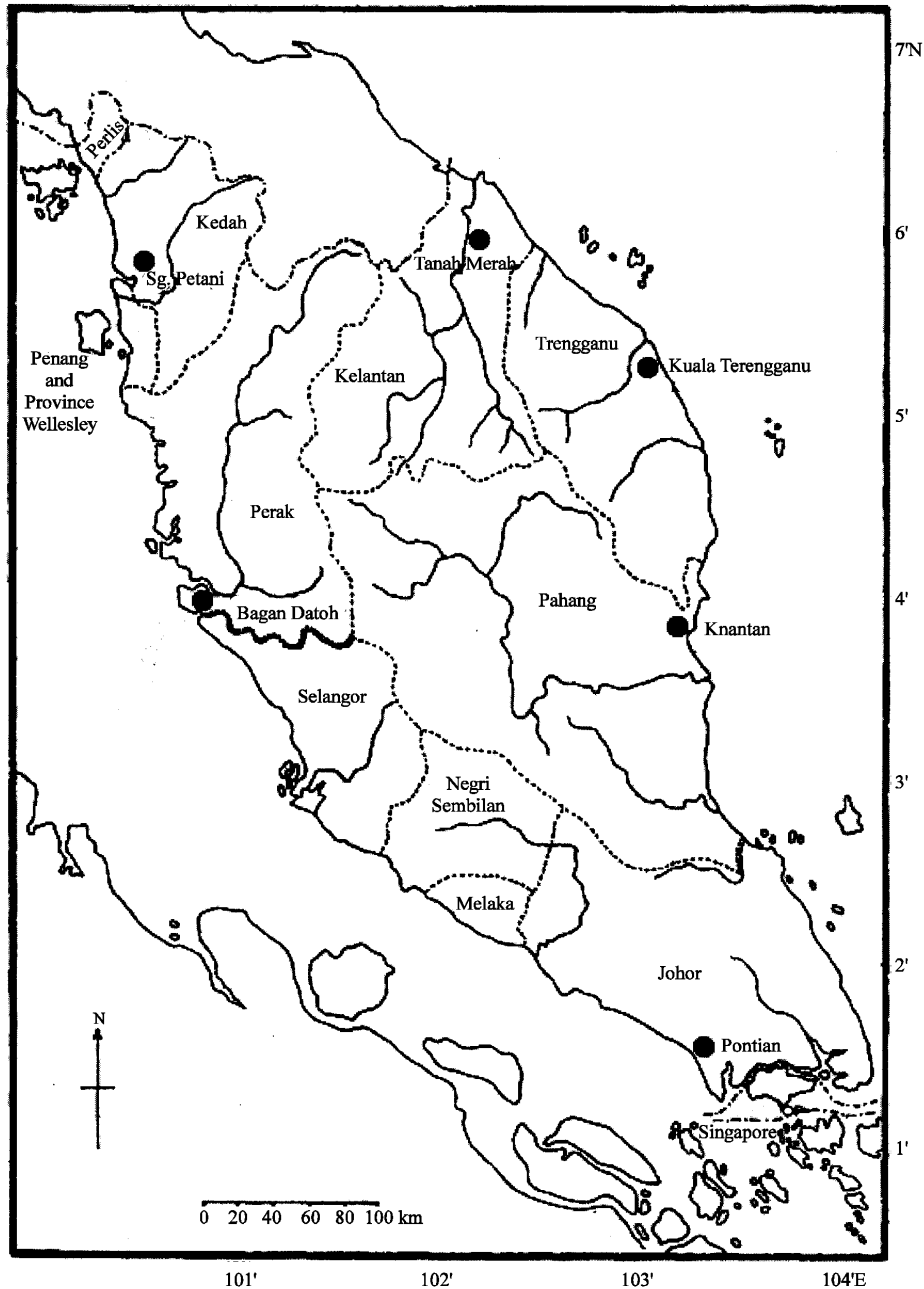 7'N
Perlis
Kedah
6'
Tanah Merah
Sg. Petani
Trengganu
Kuala Terengganu
Penang
and
Province
Wellesley
Kelantan
5'
Perak
4'
Bagan Datoh
Pahang
Knantan
Selangor
3'
Negri
Sembilan
Melaka
2'
Johor
N
Pontian
Singapore
1'
0 20 40 60 80 100 km
101' 102' 103' 104'E